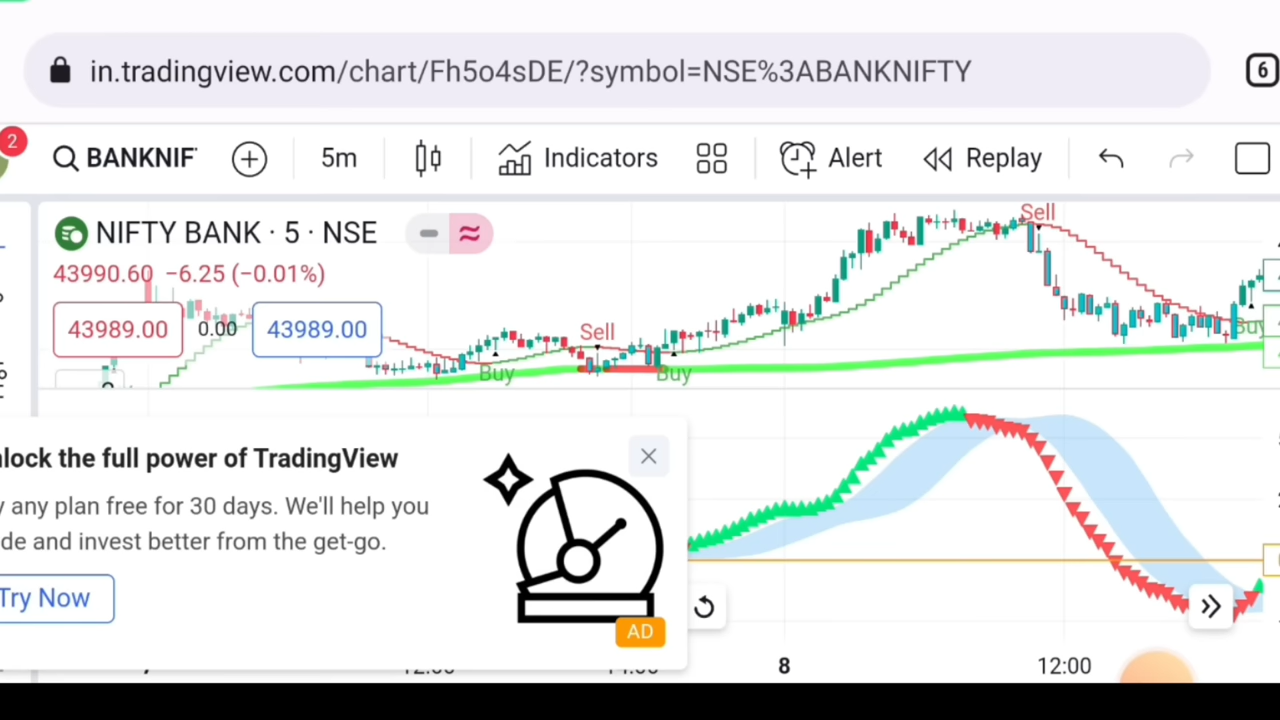 in.tradingview.com/chart/Fh5o4sDE/?symbol=NSE%3ABANKNIFTY
6
2
BANKNIF
5m
Indicators
Alert
Replay
NIFTY BANK · 5 · NSE
43990.60 −6.25 (−0.01%)
43989.00
0.00
43989.00
Sell
Sell
Buy
Buy
Buy
lock the full power of TradingView
any plan free for 30 days. We'll help you
de and invest better from the get-go.
Try Now
AD
8
12:00